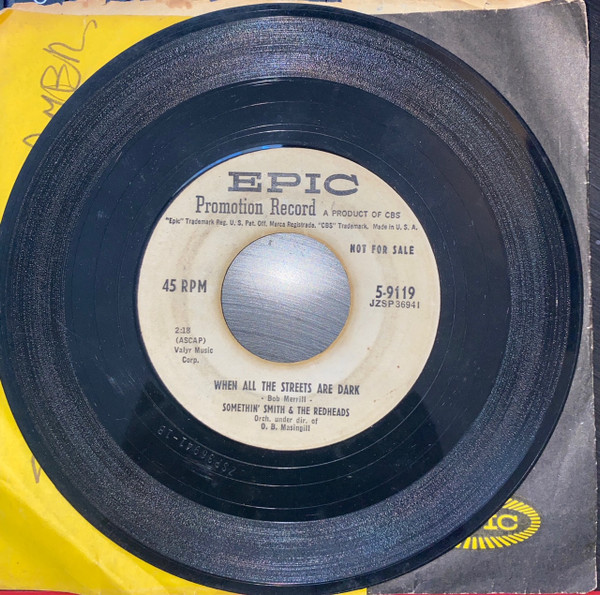 EPIC
Promotion Record A PRODUCT OF CBS
"Epic" Trademark Reg. U. S. Pat. Off. Marca Registrada. "CBS" Trademark. Made in U. S. A.
NOT FOR SALE
45 RPM
5-9119
JZSP 36941
2:18
(ASCAP)
Valyr Music
Corp.
WHEN ALL THE STREETS ARE DARK
- Bob Merrill -
SOMETHIN' SMITH & THE REDHEADS
Orch. under dir. of
O. B. Masingill